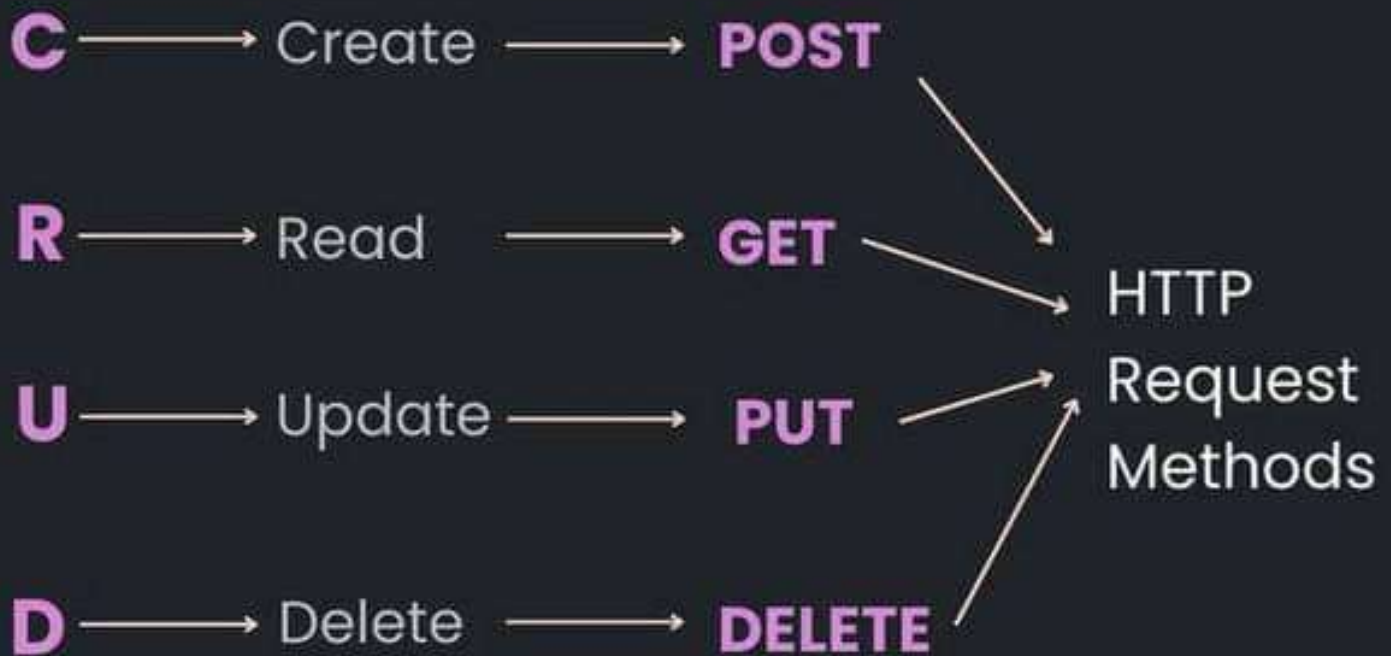 C Create POST
R Read GET
U Update PUT
D Delete DELETE
HTTP
Request
Methods